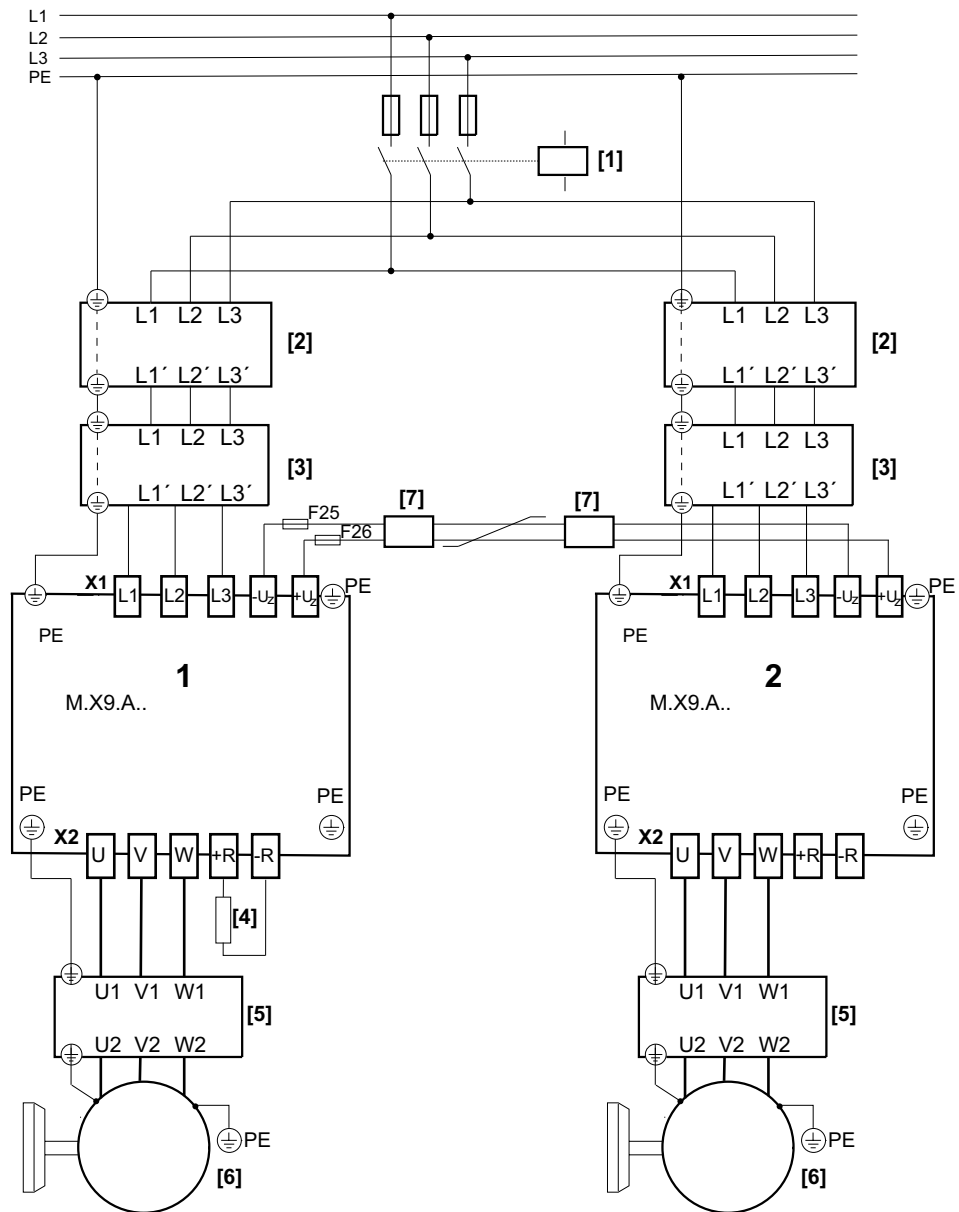 L1
L2
L3
PE
[1]
L1 L2 L3
L1 L2 L3
[2]
[2]
L1´ L2´ L3´
L1´ L2´ L3´
L1 L2 L3
L1 L2 L3
[3]
[3]
L1´ L2´ L3´
L1´ L2´ L3´
[7]
[7]
F25
F26
X1 L1 L2 L3 -Uz +Uz PE
X1 L1 L2 L3 -Uz +Uz PE
PE
PE
1
2
M.X9.A..
M.X9.A..
PE PE
PE PE
X2 U V W +R -R
X2 U V W +R -R
[4]
U1 V1 W1
U1 V1 W1
[5]
[5]
U2 V2 W2
U2 V2 W2
PE
PE
[6]
[6]